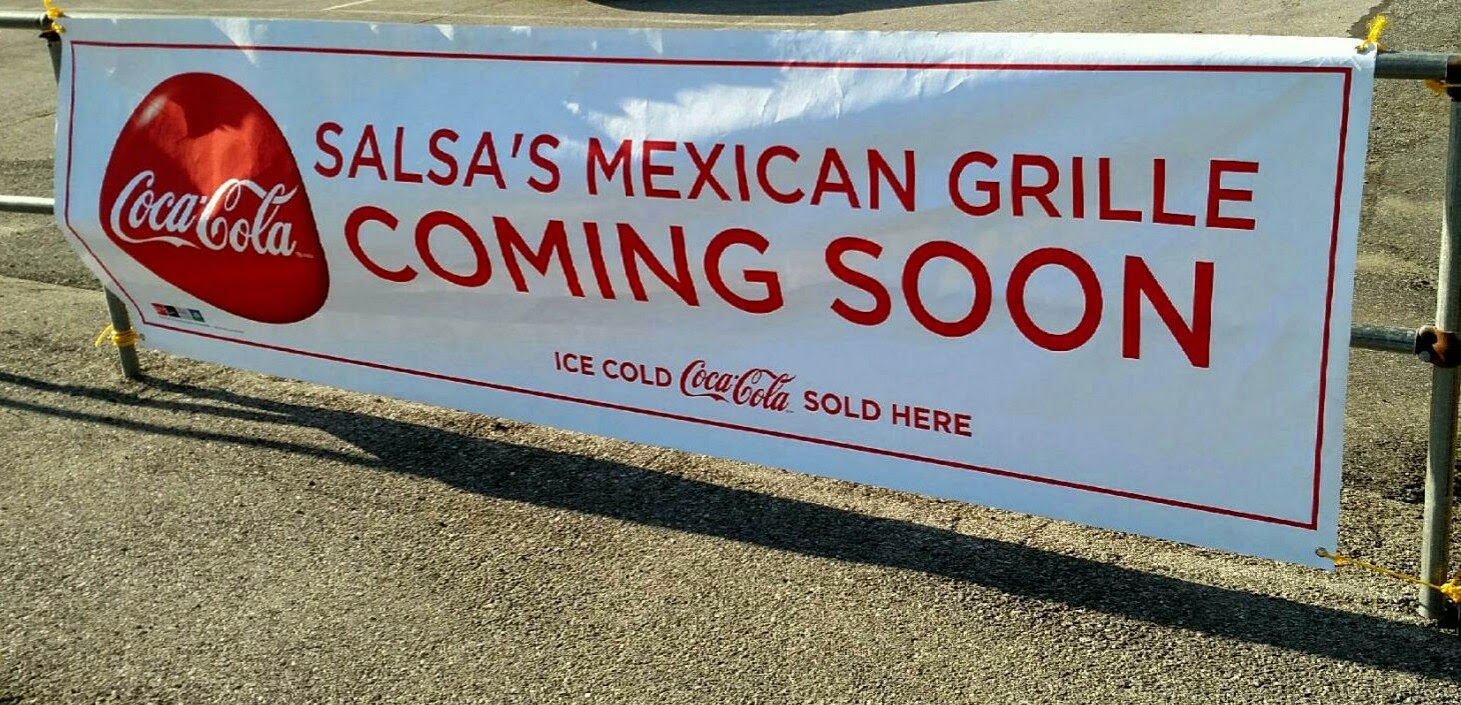 Coca-Cola
SALSA'S MEXICAN GRILLE
COMING SOON
ICE COLD Coca-Cola SOLD HERE